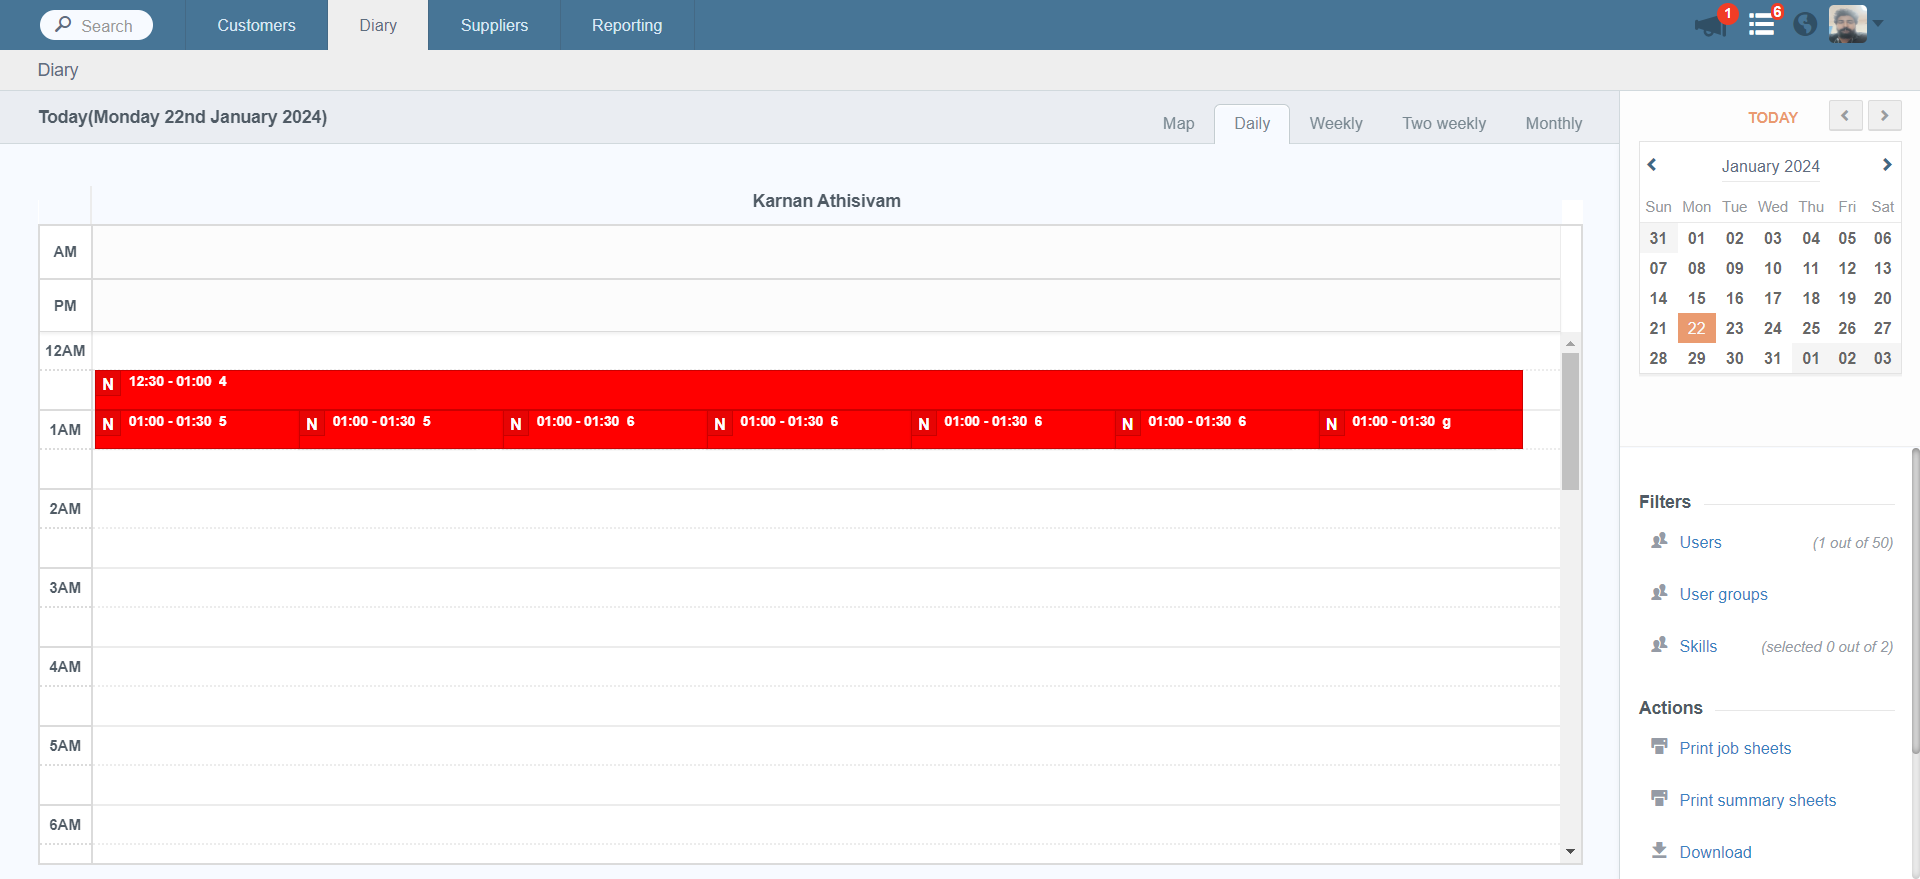 Search
Customers
Diary
Suppliers
Reporting
1
6
Diary
Today(Monday 22nd January 2024)
Map
Daily
Weekly
Two weekly
Monthly
TODAY
January 2024
Sun Mon Tue Wed Thu Fri Sat
31 01 02 03 04 05 06
07 08 09 10 11 12 13
14 15 16 17 18 19 20
21 22 23 24 25 26 27
28 29 30 31 01 02 03
Karnan Athisivam
AM
PM
12AM
N 12:30 - 01:00 4
1AM
N 01:00 - 01:30 5
N 01:00 - 01:30 5
N 01:00 - 01:30 6
N 01:00 - 01:30 6
N 01:00 - 01:30 6
N 01:00 - 01:30 6
N 01:00 - 01:30 g
2AM
3AM
4AM
5AM
6AM
Filters
Users (1 out of 50)
User groups
Skills (selected 0 out of 2)
Actions
Print job sheets
Print summary sheets
Download